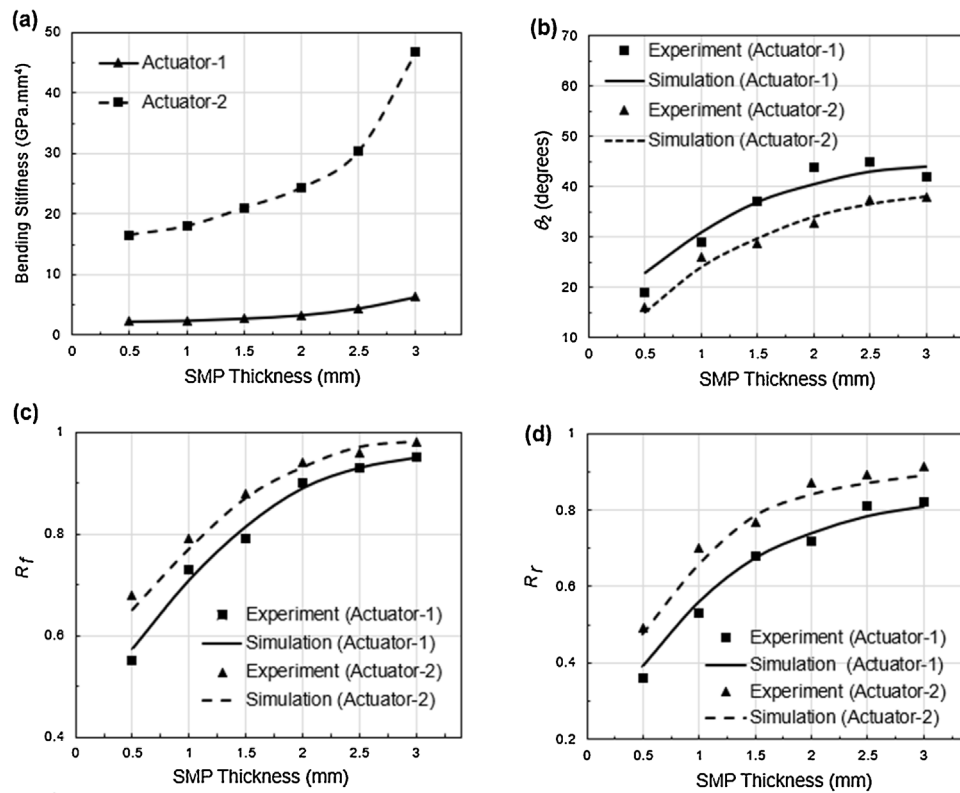 (a)
50
40
30
20
10
0
Bending Stiffness (GPa.mm⁴)
Actuator-1
Actuator-2
0 0.5 1 1.5 2 2.5 3
SMP Thickness (mm)
(b)
70
60
50
40
30
20
10
θ₂ (degrees)
Experiment (Actuator-1)
Simulation (Actuator-1)
Experiment (Actuator-2)
Simulation (Actuator-2)
0 0.5 1 1.5 2 2.5 3
SMP Thickness (mm)
(c)
1
0.8
0.6
0.4
Rf
Experiment (Actuator-1)
Simulation (Actuator-1)
Experiment (Actuator-2)
Simulation (Actuator-2)
0 0.5 1 1.5 2 2.5 3
SMP Thickness (mm)
(d)
1
0.8
0.6
0.4
0.2
Rr
Experiment (Actuator-1)
Simulation (Actuator-1)
Experiment (Actuator-2)
Simulation (Actuator-2)
0 0.5 1 1.5 2 2.5 3
SMP Thickness (mm)